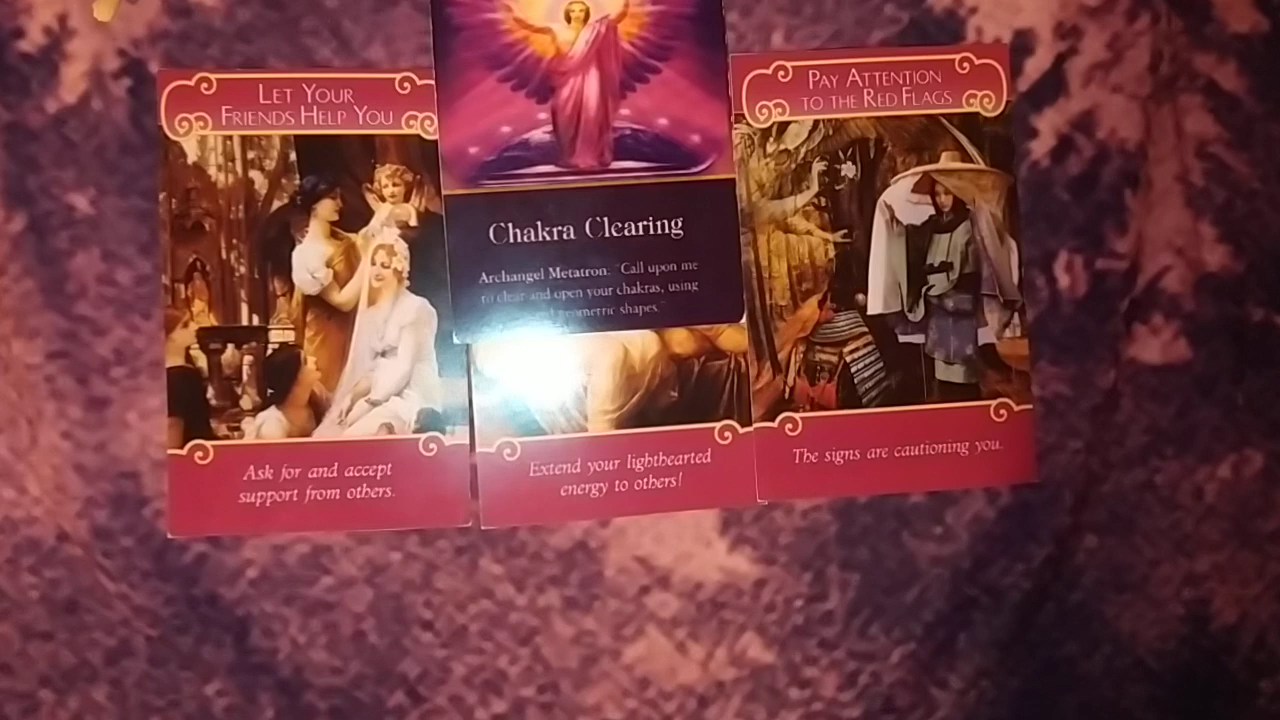 LET YOUR
FRIENDS HELP YOU
Ask for and accept
support from others.
Chakra Clearing
Archangel Metatron: "Call upon me
to clear and open your chakras, using
geometric shapes."
Extend your lighthearted
energy to others!
PAY ATTENTION
TO THE RED FLAGS
The signs are cautioning you.